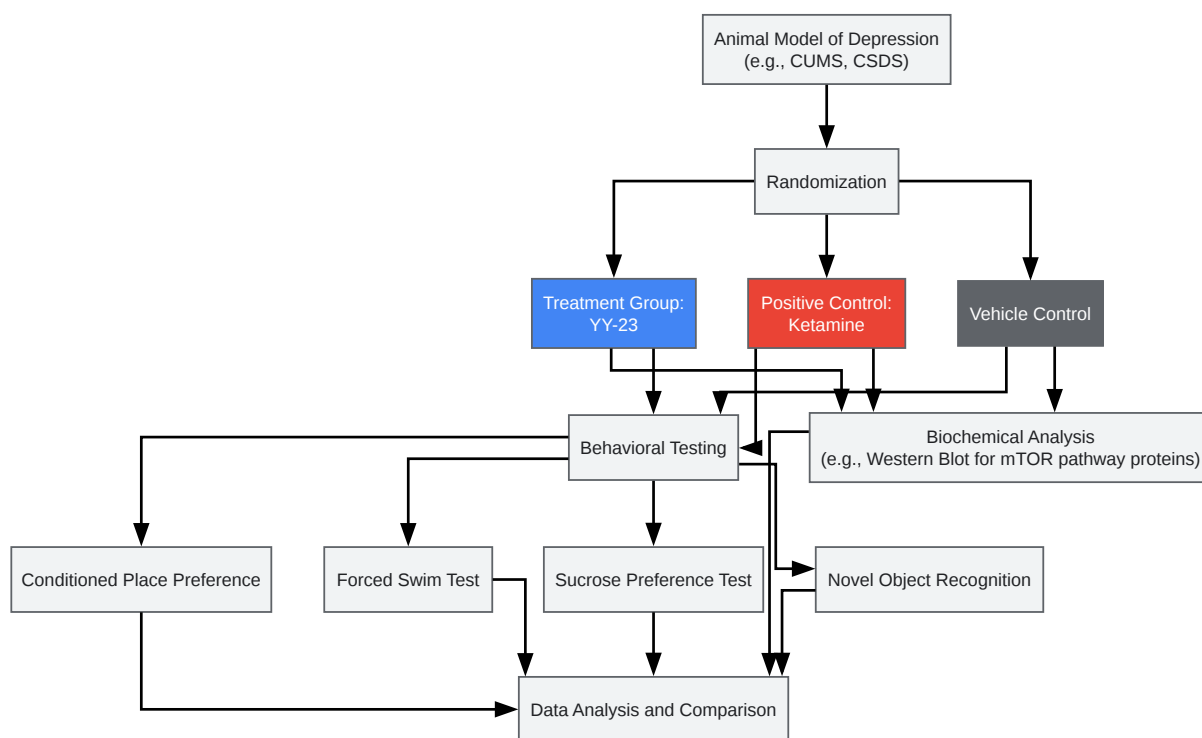 Animal Model of Depression
(e.g., CUMS, CSDS)
Randomization
Treatment Group:
YY-23
Positive Control:
Ketamine
Vehicle Control
Behavioral Testing
Biochemical Analysis
(e.g., Western Blot for mTOR pathway proteins)
Conditioned Place Preference
Forced Swim Test
Sucrose Preference Test
Novel Object Recognition
Data Analysis and Comparison